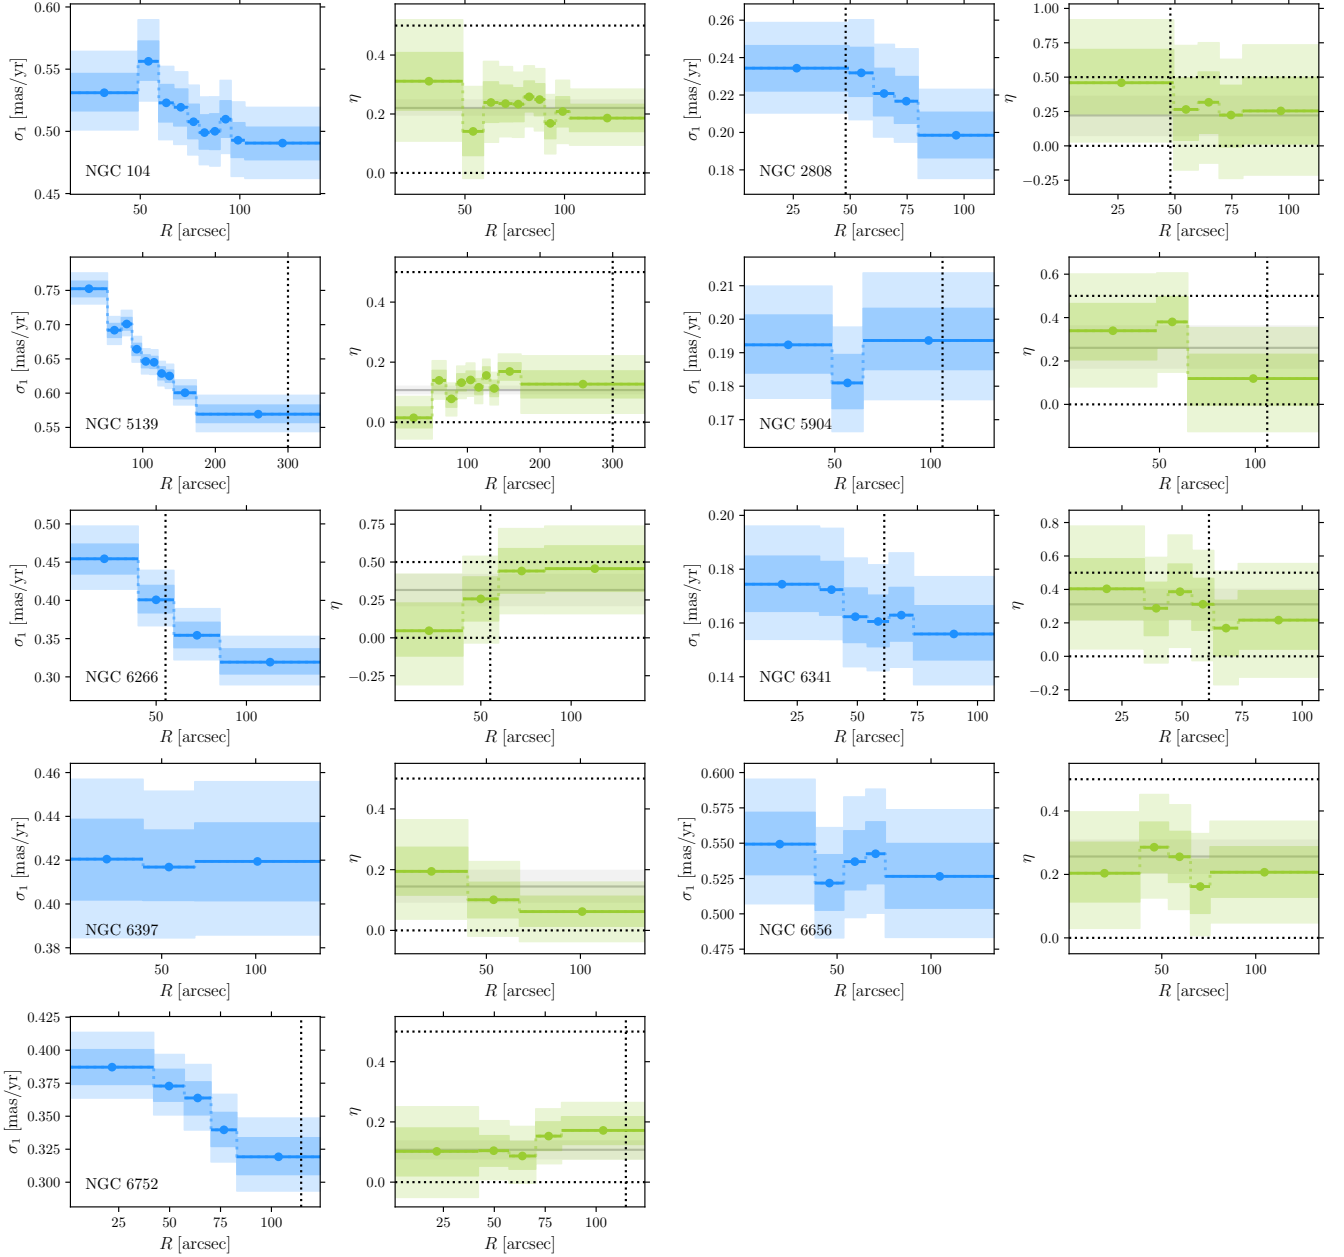 0.60
0.55
0.50
0.45
σ₁ [mas/yr]
NGC 104
50
100
R [arcsec]
0.4
0.2
0.0
η
50
100
R [arcsec]
0.26
0.24
0.22
0.20
0.18
σ₁ [mas/yr]
NGC 2808
25
50
75
100
R [arcsec]
1.00
0.75
0.50
0.25
0.00
−0.25
η
25
50
75
100
R [arcsec]
0.75
0.70
0.65
0.60
0.55
σ₁ [mas/yr]
NGC 5139
100
200
300
R [arcsec]
0.4
0.2
0.0
η
100
200
300
R [arcsec]
0.21
0.20
0.19
0.18
0.17
σ₁ [mas/yr]
NGC 5904
50
100
R [arcsec]
0.6
0.4
0.2
0.0
η
50
100
R [arcsec]
0.50
0.45
0.40
0.35
0.30
σ₁ [mas/yr]
NGC 6266
50
100
R [arcsec]
0.75
0.50
0.25
0.00
−0.25
η
50
100
R [arcsec]
0.20
0.18
0.16
0.14
σ₁ [mas/yr]
NGC 6341
25
50
75
100
R [arcsec]
0.8
0.6
0.4
0.2
0.0
−0.2
η
25
50
75
100
R [arcsec]
0.46
0.44
0.42
0.40
0.38
σ₁ [mas/yr]
NGC 6397
50
100
R [arcsec]
0.4
0.2
0.0
η
50
100
R [arcsec]
0.600
0.575
0.550
0.525
0.500
0.475
σ₁ [mas/yr]
NGC 6656
50
100
R [arcsec]
0.4
0.2
0.0
η
50
100
R [arcsec]
0.425
0.400
0.375
0.350
0.325
0.300
σ₁ [mas/yr]
NGC 6752
25
50
75
100
R [arcsec]
0.4
0.2
0.0
η
25
50
75
100
R [arcsec]